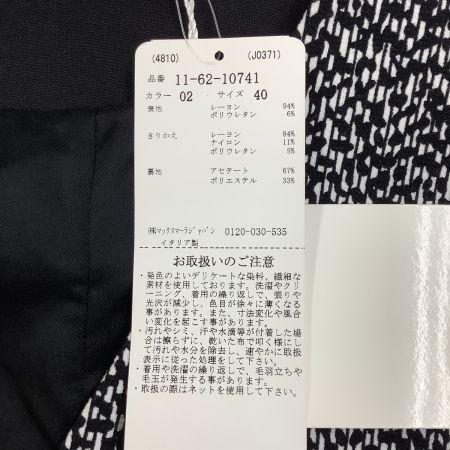 (4810) (J0371)
品番 11-62-10741
カラー 02 サイズ 40
表地 レーヨン 94%
ポリウレタン 6%
きりかえ レーヨン 84%
ナイロン 11%
ポリウレタン 5%
裏地 アセテート 67%
ポリエステル 33%
㈱マックスマーラジャパン 0120-030-535
イタリア製
お取扱いのご注意
・発色のよいデリケートな染料、繊細な
素材を使用しております。洗濯やクリ
ーニング、着用の繰り返しで、張りや
光沢が減少し、色目が徐々に薄くなる
事があります。また、寸法変化や風合
い変化を起こす事があります。
・汚れやシミ、汗や水滴等が付着した場
合は擦らずに、乾いた布で叩く様にし
て汚れや水分を除去し、速やかに取扱
表示に従った処理をして下さい。
・着用や洗濯の繰り返しで、毛羽立ちや
毛玉が発生する事があります。
・取扱の際はネットを使用して下さい。